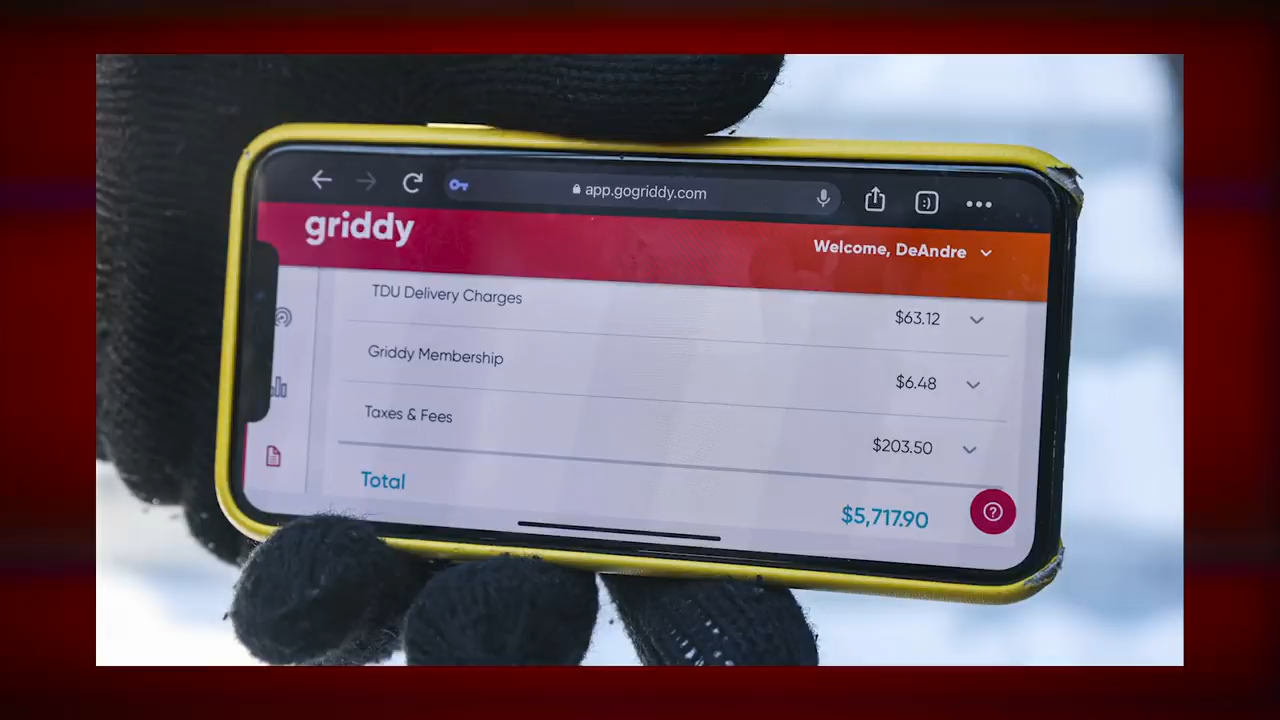 app.gogriddy.com
griddy
Welcome, DeAndre
TDU Delivery Charges $63.12
Griddy Membership $6.48
Taxes & Fees $203.50
Total $5,717.90